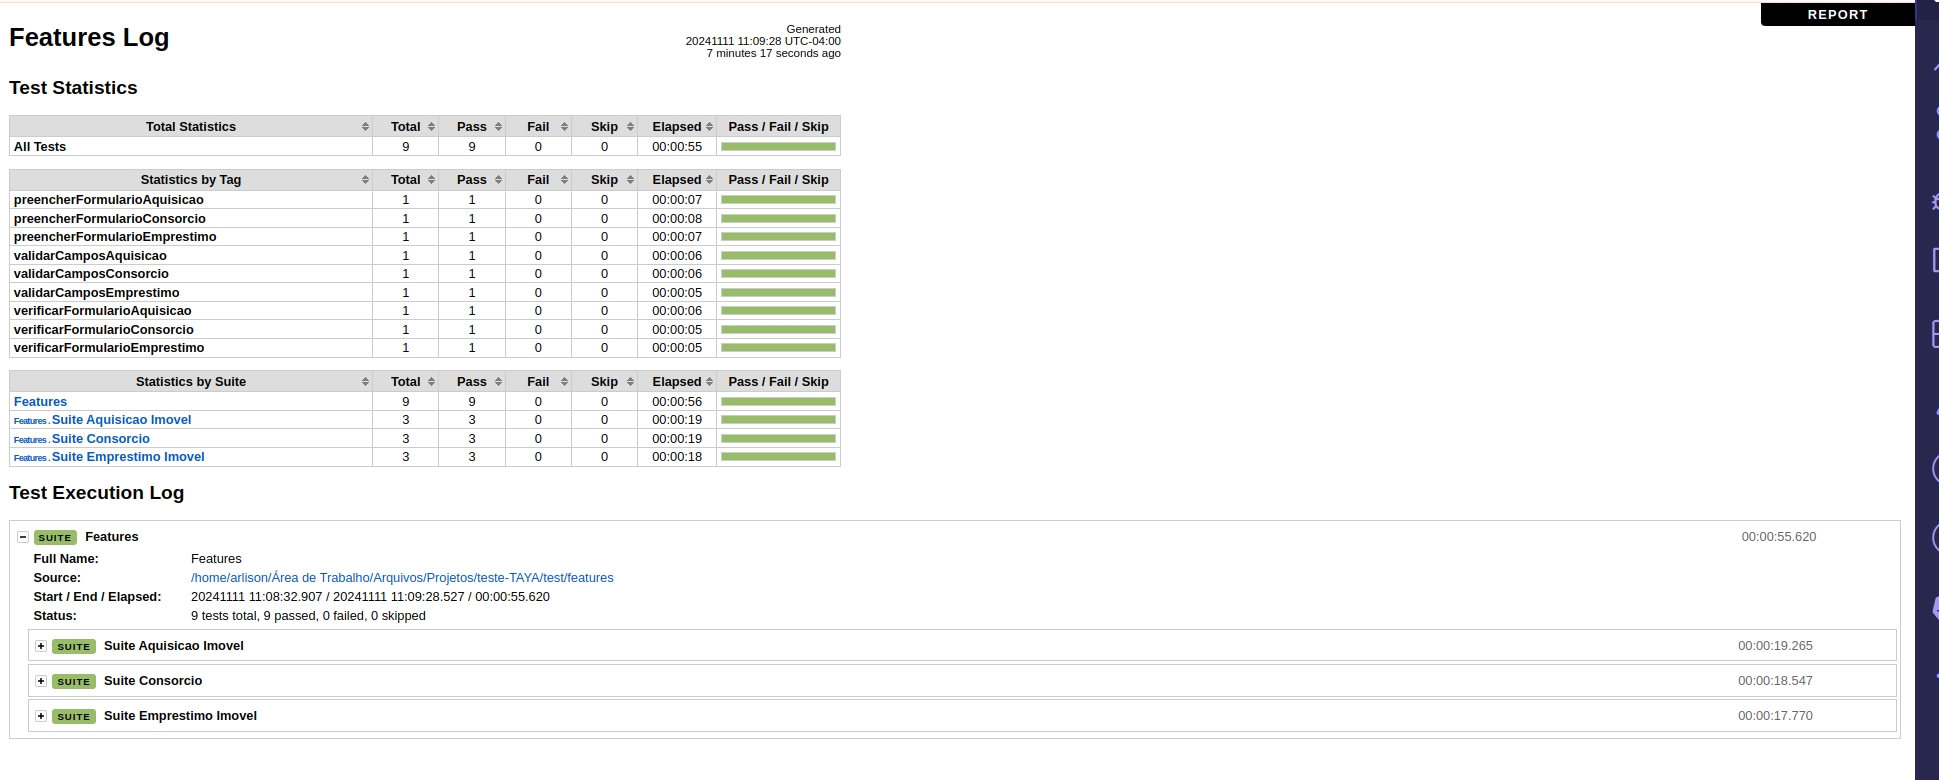 REPORT
Features Log
Generated
20241111 11:09:28 UTC-04:00
7 minutes 17 seconds ago
Test Statistics
Total Statistics Total Pass Fail Skip Elapsed Pass / Fail / Skip
All Tests 9 9 0 0 00:00:55
Statistics by Tag Total Pass Fail Skip Elapsed Pass / Fail / Skip
preencherFormularioAquisicao 1 1 0 0 00:00:07
preencherFormularioConsorcio 1 1 0 0 00:00:08
preencherFormularioEmprestimo 1 1 0 0 00:00:07
validarCamposAquisicao 1 1 0 0 00:00:06
validarCamposConsorcio 1 1 0 0 00:00:06
validarCamposEmprestimo 1 1 0 0 00:00:05
verificarFormularioAquisicao 1 1 0 0 00:00:06
verificarFormularioConsorcio 1 1 0 0 00:00:05
verificarFormularioEmprestimo 1 1 0 0 00:00:05
Statistics by Suite Total Pass Fail Skip Elapsed Pass / Fail / Skip
Features 9 9 0 0 00:00:56
Features . Suite Aquisicao Imovel 3 3 0 0 00:00:19
Features . Suite Consorcio 3 3 0 0 00:00:19
Features . Suite Emprestimo Imovel 3 3 0 0 00:00:18
Test Execution Log
SUITE Features 00:00:55.620
Full Name: Features
Source: /home/arlison/Área de Trabalho/Arquivos/Projetos/teste-TAYA/test/features
Start / End / Elapsed: 20241111 11:08:32.907 / 20241111 11:09:28.527 / 00:00:55.620
Status: 9 tests total, 9 passed, 0 failed, 0 skipped
SUITE Suite Aquisicao Imovel 00:00:19.265
SUITE Suite Consorcio 00:00:18.547
SUITE Suite Emprestimo Imovel 00:00:17.770